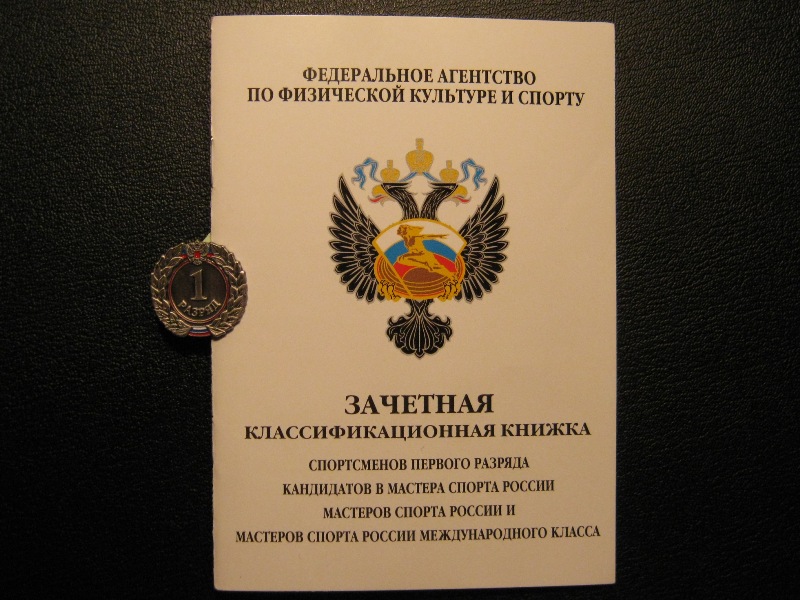 ФЕДЕРАЛЬНОЕ АГЕНТСТВО
ПО ФИЗИЧЕСКОЙ КУЛЬТУРЕ И СПОРТУ
1
РАЗРЯД
ЗАЧЕТНАЯ
КЛАССИФИКАЦИОННАЯ КНИЖКА
СПОРТСМЕНОВ ПЕРВОГО РАЗРЯДА
КАНДИДАТОВ В МАСТЕРА СПОРТА РОССИИ
МАСТЕРОВ СПОРТА РОССИИ И
МАСТЕРОВ СПОРТА РОССИИ МЕЖДУНАРОДНОГО КЛАССА